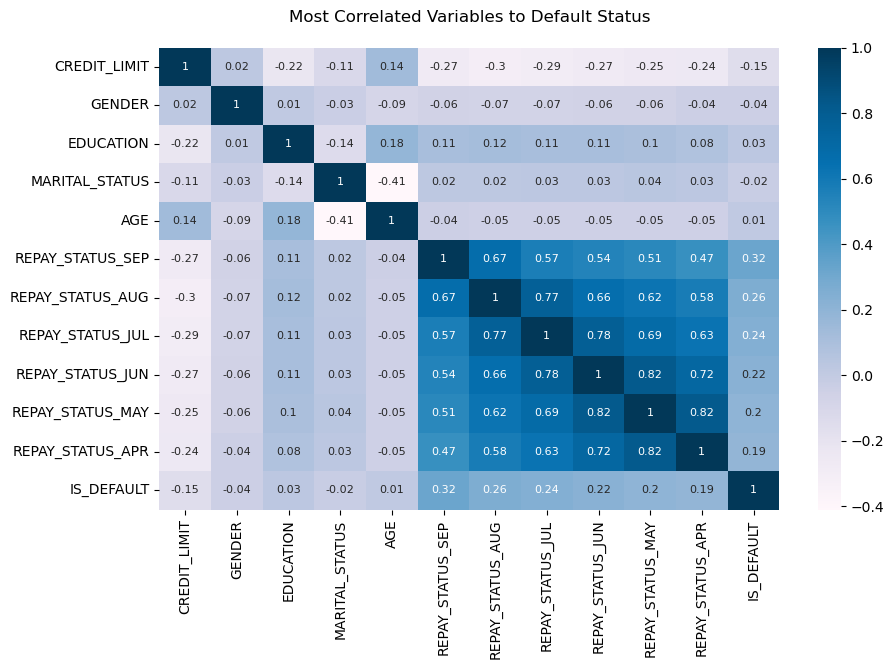 Most Correlated Variables to Default Status
CREDIT_LIMIT 1 0.02 -0.22 -0.11 0.14 -0.27 -0.3 -0.29 -0.27 -0.25 -0.24 -0.15
GENDER 0.02 1 0.01 -0.03 -0.09 -0.06 -0.07 -0.07 -0.06 -0.06 -0.04 -0.04
EDUCATION -0.22 0.01 1 -0.14 0.18 0.11 0.12 0.11 0.11 0.1 0.08 0.03
MARITAL_STATUS -0.11 -0.03 -0.14 1 -0.41 0.02 0.02 0.03 0.03 0.04 0.03 -0.02
AGE 0.14 -0.09 0.18 -0.41 1 -0.04 -0.05 -0.05 -0.05 -0.05 -0.05 0.01
REPAY_STATUS_SEP -0.27 -0.06 0.11 0.02 -0.04 1 0.67 0.57 0.54 0.51 0.47 0.32
REPAY_STATUS_AUG -0.3 -0.07 0.12 0.02 -0.05 0.67 1 0.77 0.66 0.62 0.58 0.26
REPAY_STATUS_JUL -0.29 -0.07 0.11 0.03 -0.05 0.57 0.77 1 0.78 0.69 0.63 0.24
REPAY_STATUS_JUN -0.27 -0.06 0.11 0.03 -0.05 0.54 0.66 0.78 1 0.82 0.72 0.22
REPAY_STATUS_MAY -0.25 -0.06 0.1 0.04 -0.05 0.51 0.62 0.69 0.82 1 0.82 0.2
REPAY_STATUS_APR -0.24 -0.04 0.08 0.03 -0.05 0.47 0.58 0.63 0.72 0.82 1 0.19
IS_DEFAULT -0.15 -0.04 0.03 -0.02 0.01 0.32 0.26 0.24 0.22 0.2 0.19 1
CREDIT_LIMIT
GENDER
EDUCATION
MARITAL_STATUS
AGE
REPAY_STATUS_SEP
REPAY_STATUS_AUG
REPAY_STATUS_JUL
REPAY_STATUS_JUN
REPAY_STATUS_MAY
REPAY_STATUS_APR
IS_DEFAULT
1.0
0.8
0.6
0.4
0.2
0.0
−0.2
−0.4